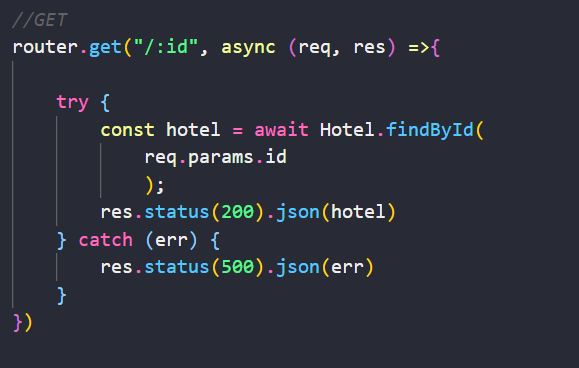 //GET
router.get("/:id", async (req, res) =>{
try {
const hotel = await Hotel.findById(
req.params.id
);
res.status(200).json(hotel)
} catch (err) {
res.status(500).json(err)
}
})